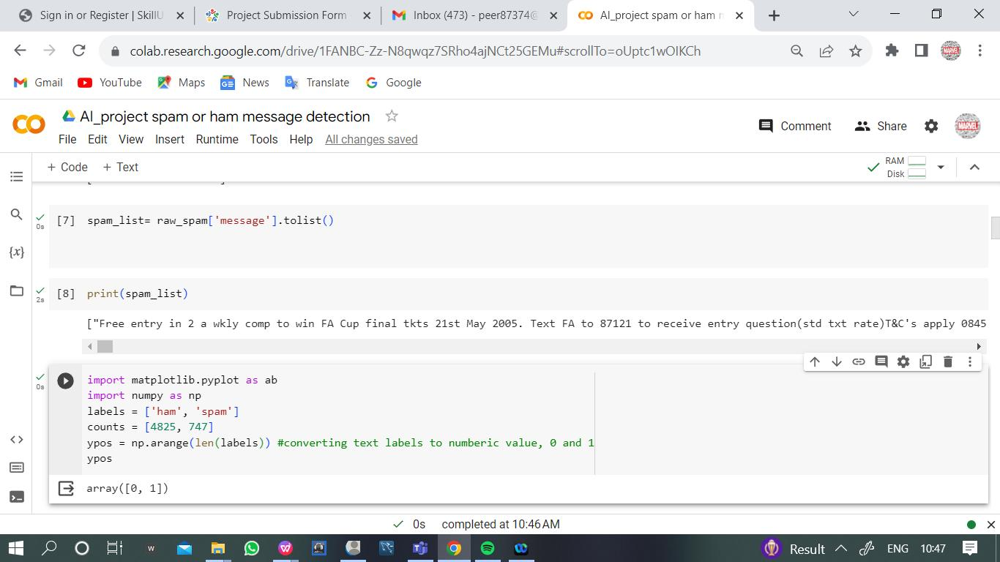 Sign in or Register | SkillU
Project Submission Form
Inbox (473) - peer87374@
AI_project spam or ham m
colab.research.google.com/drive/1FANBC-Zz-N8qwqz7SRho4ajNCt25GEMu#scrollTo=oUptc1wOIKCh
Gmail
YouTube
Maps
News
Translate
Google
AI_project spam or ham message detection
File Edit View Insert Runtime Tools Help All changes saved
Comment
Share
MARVEL
+ Code + Text
RAM
Disk
[7] spam_list= raw_spam['message'].tolist()
0s
{x}
[8] print(spam_list)
2s
["Free entry in 2 a wkly comp to win FA Cup final tkts 21st May 2005. Text FA to 87121 to receive entry question(std txt rate)T&C's apply 0845
0s
import matplotlib.pyplot as ab
import numpy as np
labels = ['ham', 'spam']
counts = [4825, 747]
ypos = np.arange(len(labels)) #converting text labels to numberic value, 0 and 1
ypos
array([0, 1])
0s completed at 10:46 AM
Result
ENG
10:47